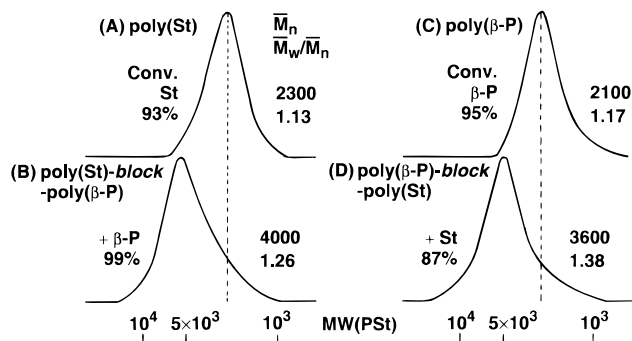 (A) poly(St)
M̅n
M̅w/M̅n
Conv.
St
93%
2300
1.13
(C) poly(β-P)
Conv.
β-P
95%
2100
1.17
(B) poly(St)-block
-poly(β-P)
+ β-P
99%
4000
1.26
(D) poly(β-P)-block
-poly(St)
+ St
87%
3600
1.38
10⁴ 5×10³ 10³ MW(PSt) 10⁴ 5×10³ 10³